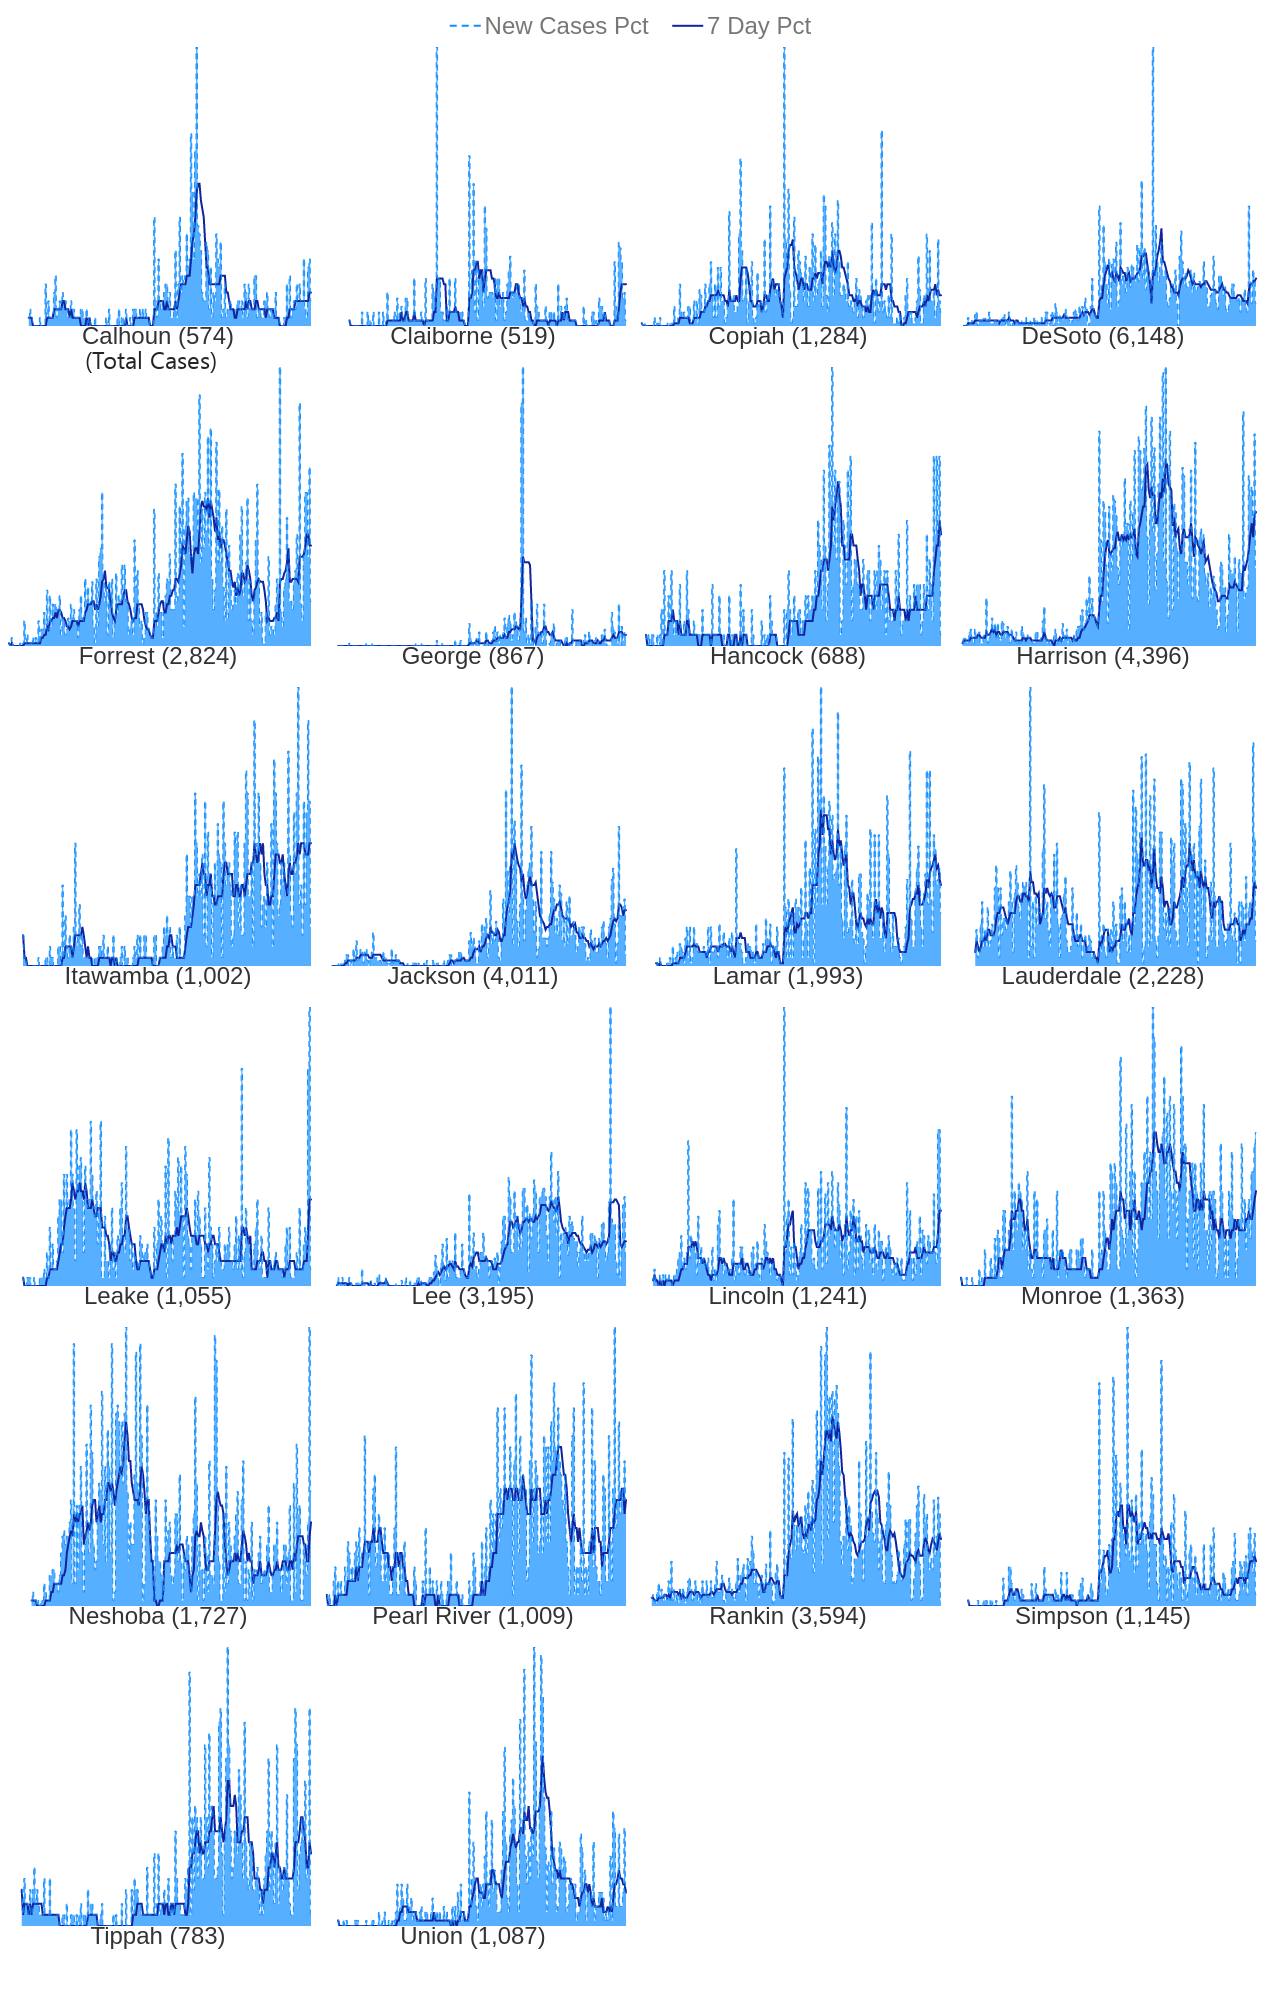 New Cases Pct 7 Day Pct
Calhoun (574) Claiborne (519) Copiah (1,284) DeSoto (6,148)
(Total Cases)
Forrest (2,824) George (867) Hancock (688) Harrison (4,396)
Itawamba (1,002) Jackson (4,011) Lamar (1,993) Lauderdale (2,228)
Leake (1,055) Lee (3,195) Lincoln (1,241) Monroe (1,363)
Neshoba (1,727) Pearl River (1,009) Rankin (3,594) Simpson (1,145)
Tippah (783) Union (1,087)